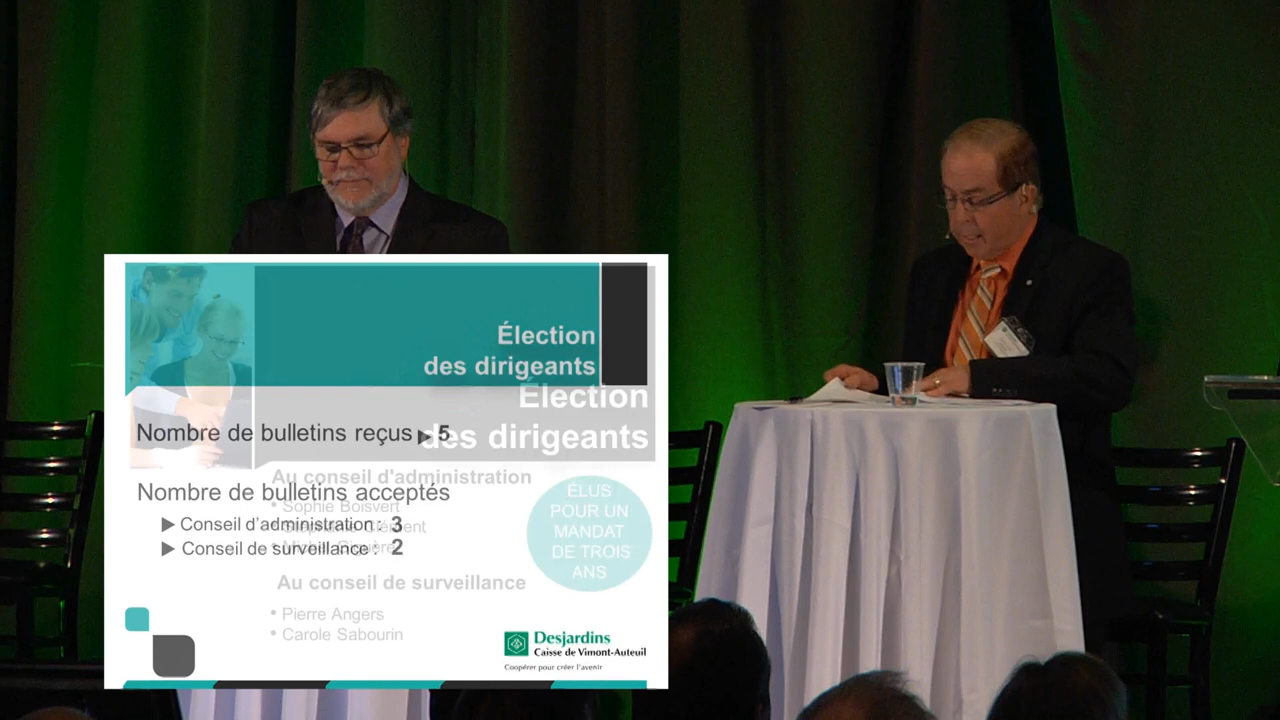 Élection
des dirigeants
Élection
des dirigeants
Nombre de bulletins reçus ▶ 5
Au conseil d'administration
Nombre de bulletins acceptés
• Sophie Boisvert
▶ Conseil d'administration : 3
▶ Conseil de surveillance : 2
ÉLUS
POUR UN
MANDAT
DE TROIS
ANS
Au conseil de surveillance
• Pierre Angers
• Carole Sabourin
Desjardins
Caisse de Vimont-Auteuil
Coopérer pour créer l'avenir